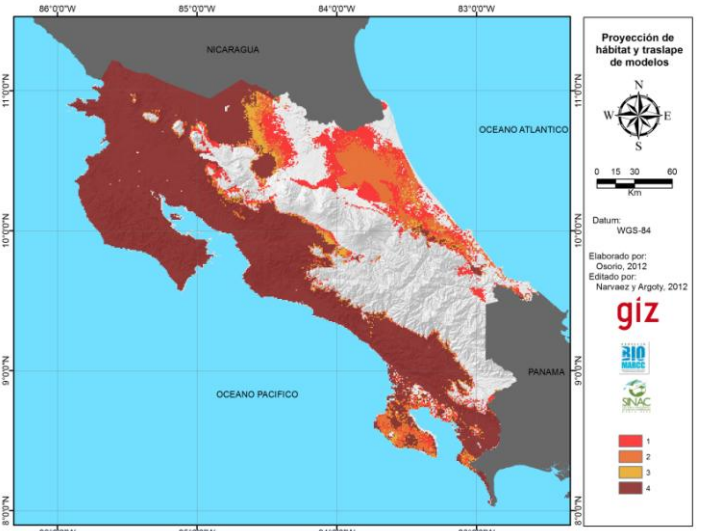 86°0'0"W 85°0'0"W 84°0'0"W 83°0'0"W
Proyección de
hábitat y traslape
de modelos
N
W E
S
0 15 30 60
Km
Datum:
WGS-84
Elaborado por:
Osorio, 2012
Editado por:
Narvaez y Argoty, 2012
giz
BIO
MARCC
SINAC
1
2
3
4
NICARAGUA
OCEANO ATLANTICO
PANAMA
OCEANO PACIFICO
11°0'0"N
10°0'0"N
9°0'0"N
8°0'0"N
11°0'0"N
10°0'0"N
9°0'0"N
8°0'0"N